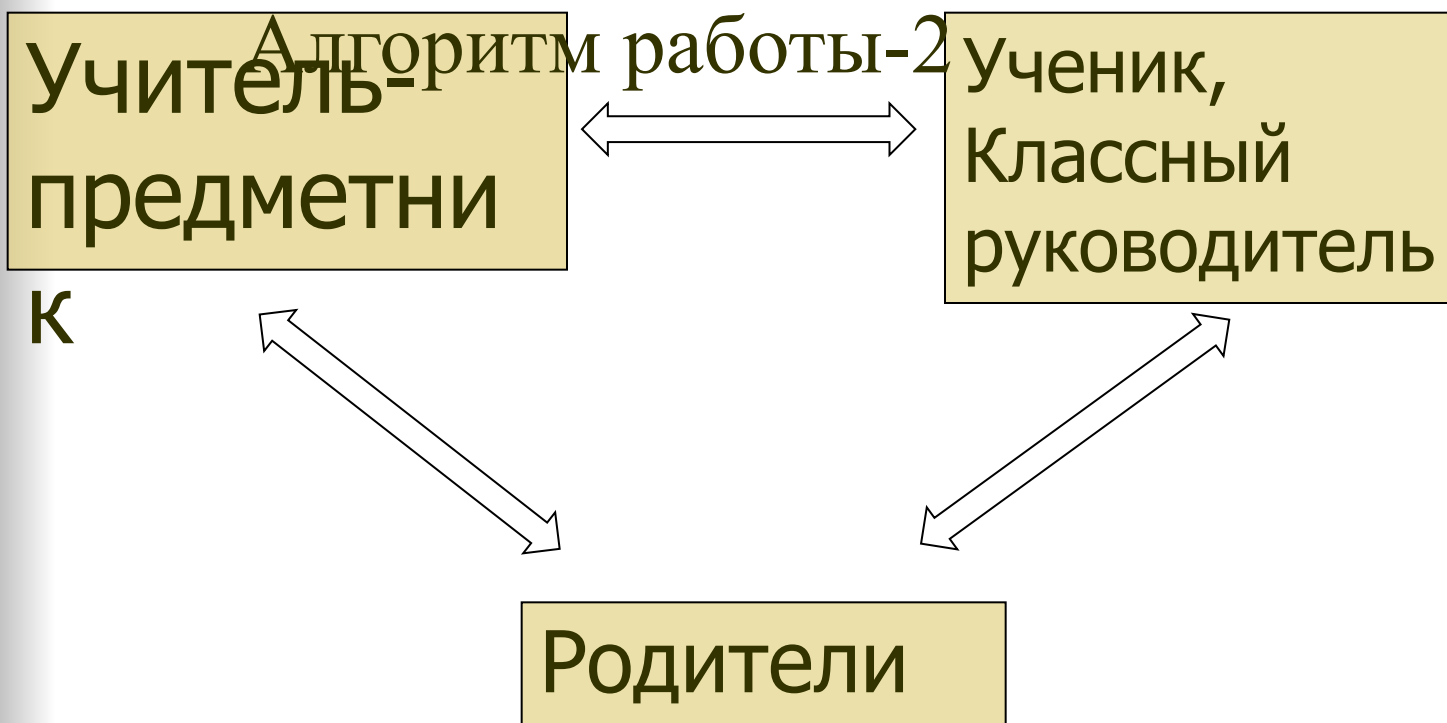 Алгоритм работы-2
Учитель-
предметни
к
Ученик,
Классный
руководитель
Родители